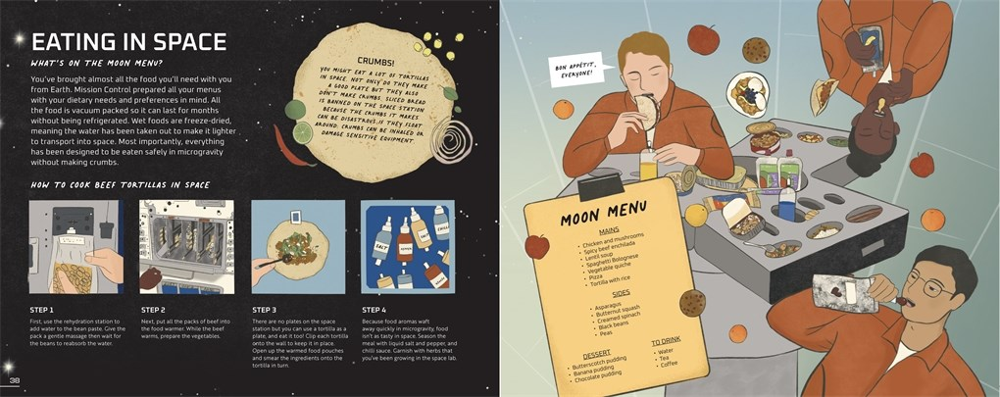 EATING IN SPACE
WHAT'S ON THE MOON MENU?
You've brought almost all the food you'll need with you
from Earth. Mission Control prepared all your menus
with your dietary needs and preferences in mind. All
the food is vacuum packed so it can last for months
without being refrigerated. Wet foods are freeze-dried,
meaning the water has been taken out to make it lighter
to transport into space. Most importantly, everything
has been designed to be eaten safely in microgravity
without making crumbs.
CRUMBS!
YOU MIGHT EAT A LOT OF TORTILLAS
IN SPACE. NOT ONLY DO THEY MAKE
A GOOD PLATE BUT THEY ALSO
DON'T MAKE CRUMBS. SLICED BREAD
IS BANNED ON THE SPACE STATION
BECAUSE THE CRUMBS IT MAKES
CAN BE DISASTROUS IF THEY FLOAT
AROUND. CRUMBS CAN BE INHALED OR
DAMAGE SENSITIVE EQUIPMENT.
HOW TO COOK BEEF TORTILLAS IN SPACE
SALT
STEP 1
First, use the rehydration station to
add water to the bean paste. Give the
pack a gentle massage then wait for
the beans to reabsorb the water.
STEP 2
Next, put all the packs of beef into
the food warmer. While the beef
warms, prepare the vegetables.
STEP 3
There are no plates on the space
station but you can use a tortilla as a
plate, and eat it too! Clip each tortilla
onto the wall to keep it in place.
Open up the warmed food pouches
and smear the ingredients onto the
tortilla in turn.
STEP 4
Because food aromas waft
away quickly in microgravity, food
isn't as tasty in space. Season the
meal with liquid salt and pepper, and
chilli sauce. Garnish with herbs that
you've been growing in the space lab.
38
BON APPÉTIT,
EVERYONE!
MOON MENU
MAINS
• Chicken and mushrooms
• Spicy beef enchilada
• Lentil soup
• Spaghetti Bolognese
• Vegetable quiche
• Pizza
• Tortilla with rice
SIDES
• Asparagus
• Butternut squash
• Creamed spinach
• Black beans
• Peas
DESSERT
• Butterscotch pudding
• Banana pudding
• Chocolate pudding
TO DRINK
• Water
• Tea
• Coffee